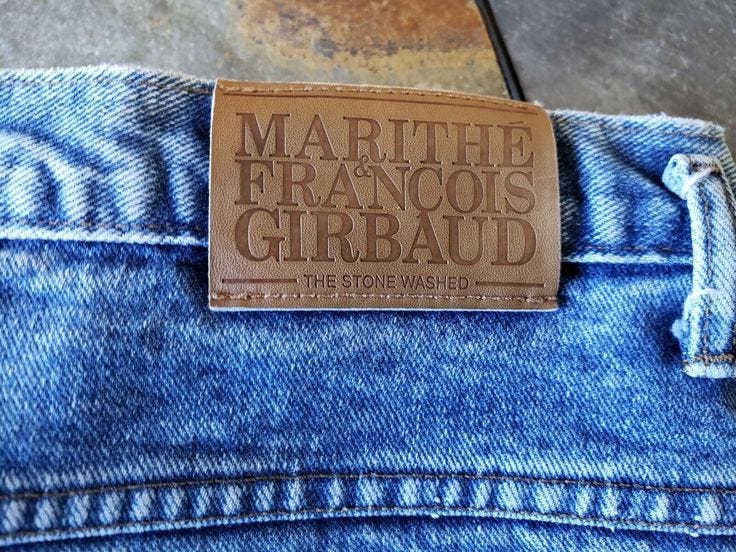 MARITHÉ
&
FRANCOIS
GIRBAUD
THE STONE WASHED